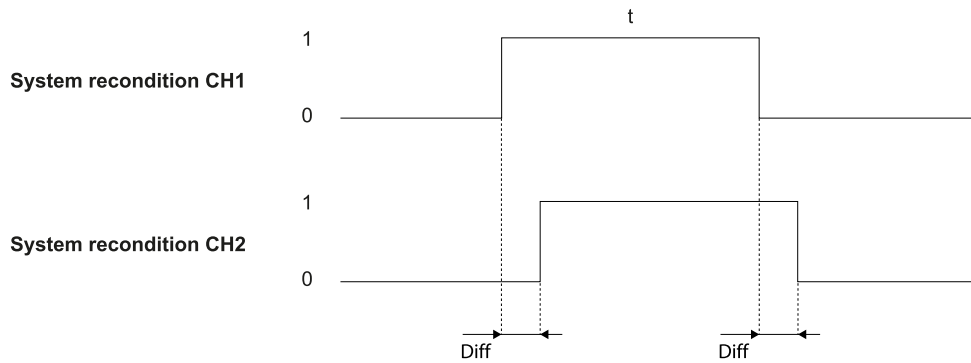 t
1
System recondition CH1
0
1
System recondition CH2
0
Diff Diff